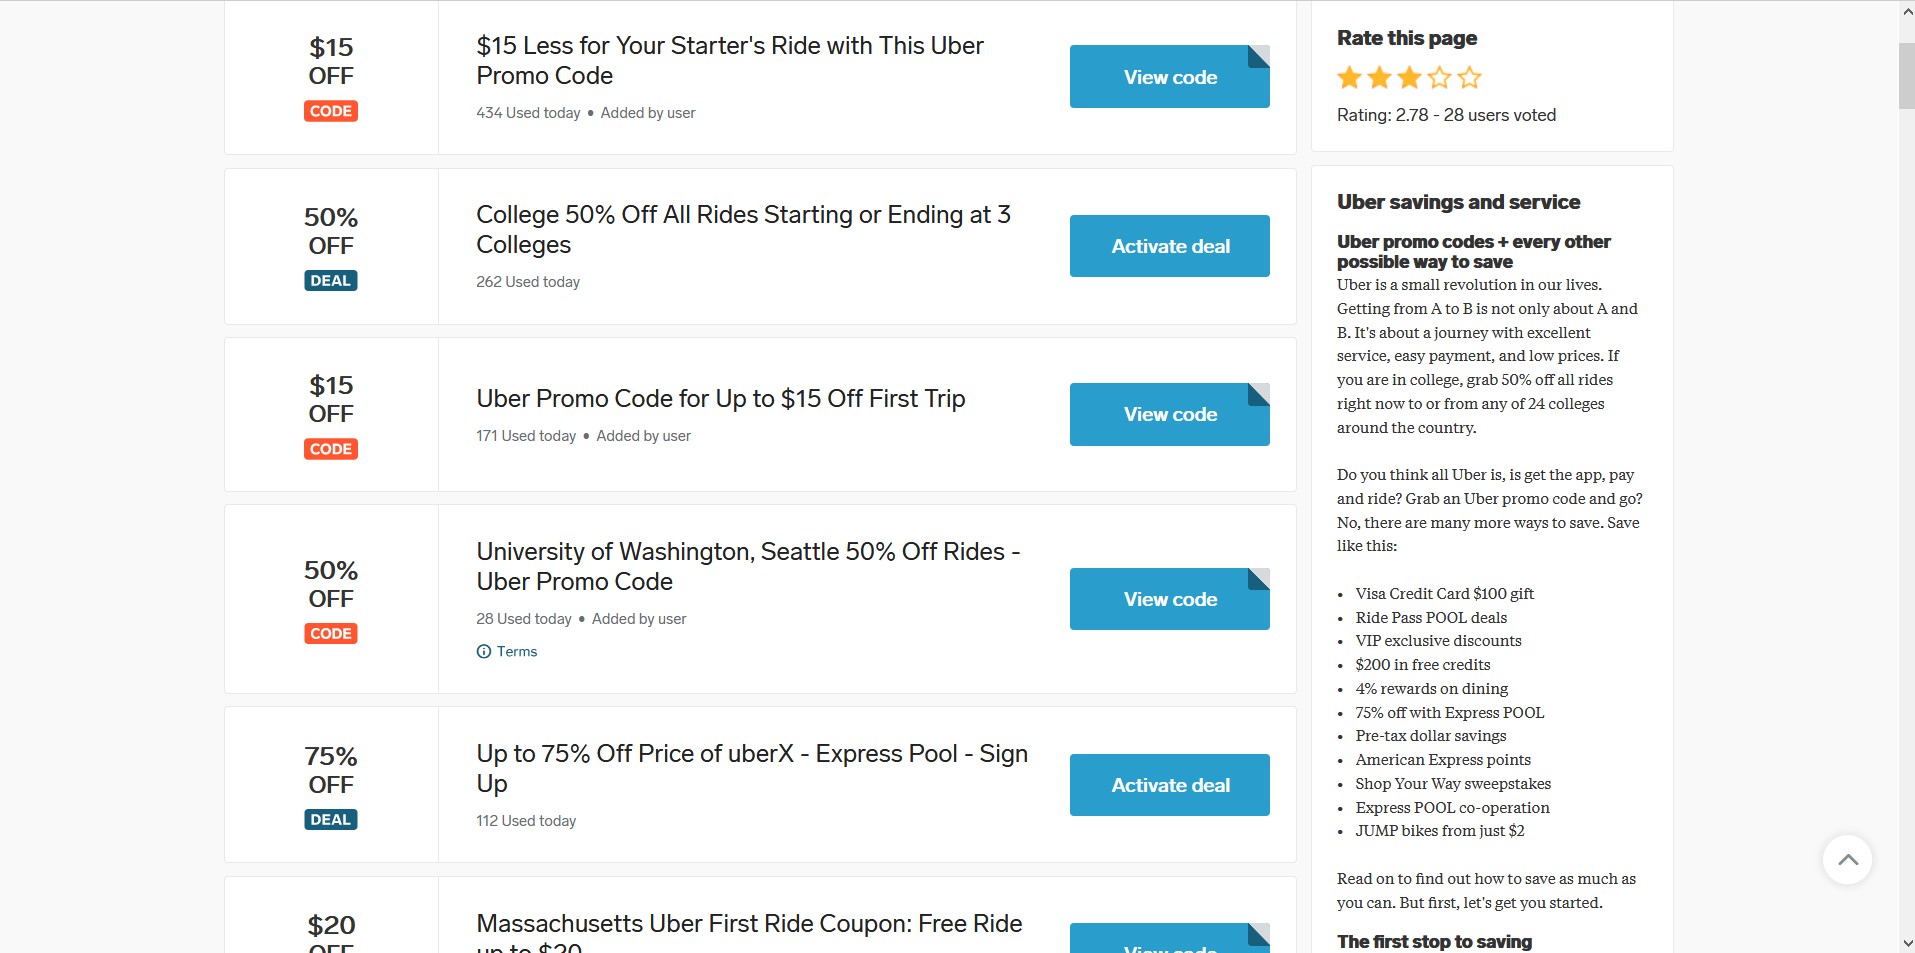 $15
OFF
CODE
$15 Less for Your Starter's Ride with This Uber
Promo Code
434 Used today • Added by user
View code
50%
OFF
DEAL
College 50% Off All Rides Starting or Ending at 3
Colleges
262 Used today
Activate deal
$15
OFF
CODE
Uber Promo Code for Up to $15 Off First Trip
171 Used today • Added by user
View code
50%
OFF
CODE
University of Washington, Seattle 50% Off Rides -
Uber Promo Code
28 Used today • Added by user
Terms
View code
75%
OFF
DEAL
Up to 75% Off Price of uberX - Express Pool - Sign
Up
112 Used today
Activate deal
$20
OFF
Massachusetts Uber First Ride Coupon: Free Ride
up to $20
View code
Rate this page
Rating: 2.78 - 28 users voted
Uber savings and service
Uber promo codes + every other
possible way to save
Uber is a small revolution in our lives.
Getting from A to B is not only about A and
B. It's about a journey with excellent
service, easy payment, and low prices. If
you are in college, grab 50% off all rides
right now to or from any of 24 colleges
around the country.
Do you think all Uber is, is get the app, pay
and ride? Grab an Uber promo code and go?
No, there are many more ways to save. Save
like this:
• Visa Credit Card $100 gift
• Ride Pass POOL deals
• VIP exclusive discounts
• $200 in free credits
• 4% rewards on dining
• 75% off with Express POOL
• Pre-tax dollar savings
• American Express points
• Shop Your Way sweepstakes
• Express POOL co-operation
• JUMP bikes from just $2
Read on to find out how to save as much as
you can. But first, let's get you started.
The first stop to saving